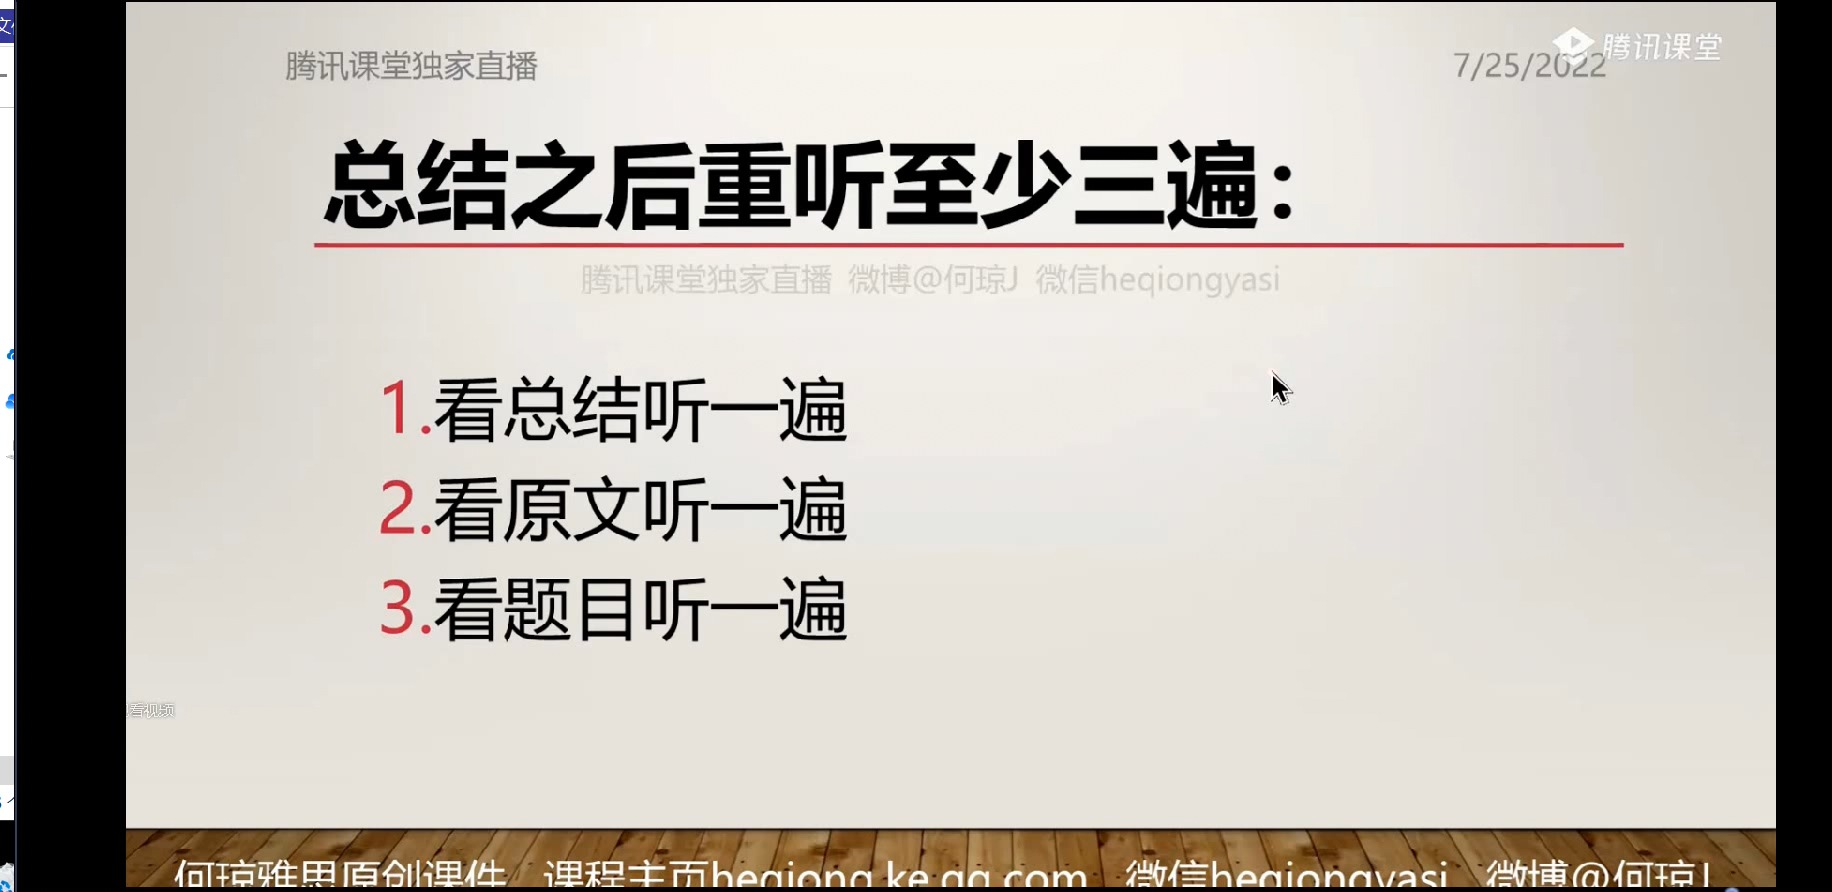 腾讯课堂独家直播
7/25/2022
腾讯课堂
总结之后重听至少三遍：
腾讯课堂独家直播 微博@何琼J 微信heqiongyasi
1.看总结听一遍
2.看原文听一遍
3.看题目听一遍
看视频
何琼雅思原创课件 课程主页heqiong.ke.qq.com 微信heqiongyasi 微博@何琼J